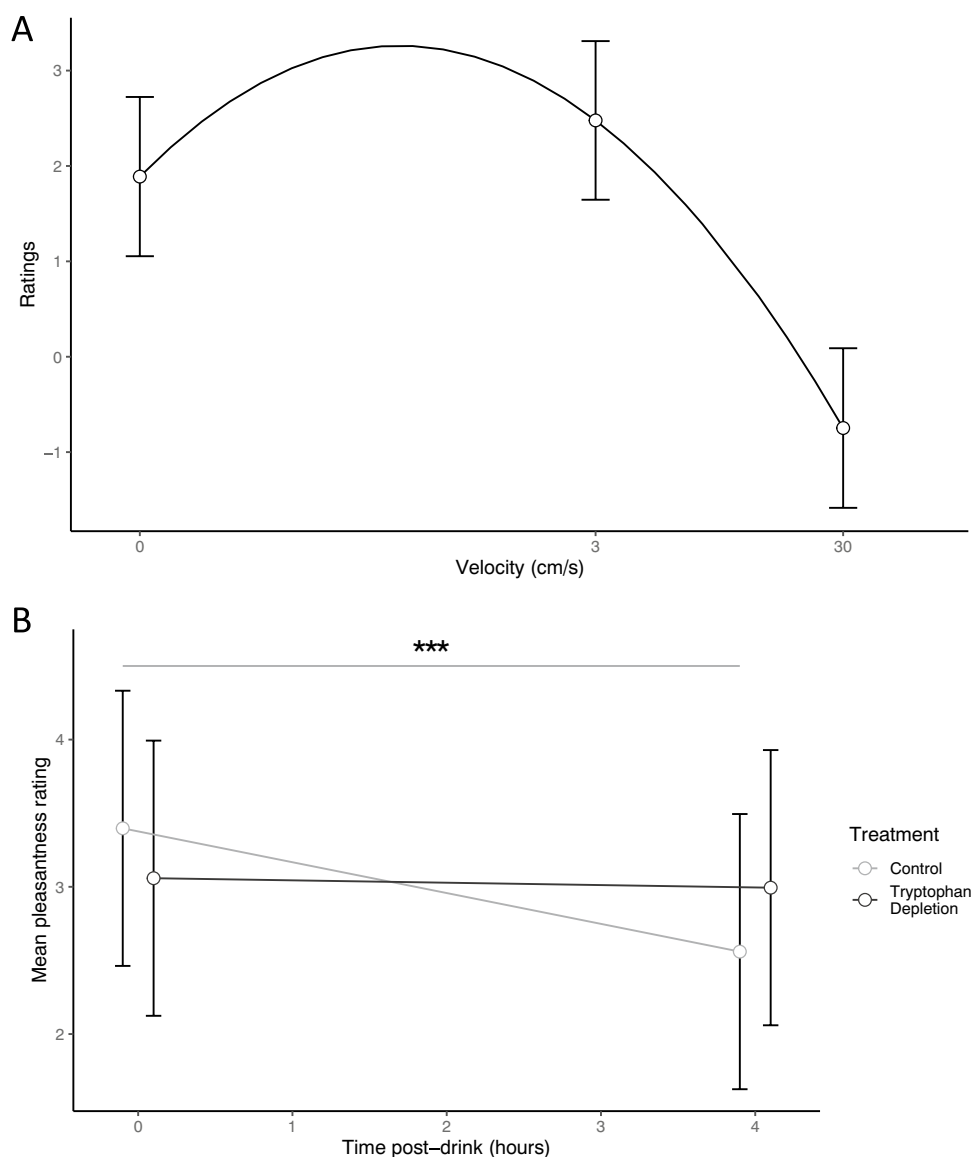 A
3
2
1
0
−1
Ratings
0
3
30
Velocity (cm/s)
B
***
4
3
2
Mean pleasantness rating
0
1
2
3
4
Time post−drink (hours)
Treatment
Control
Tryptophan
Depletion